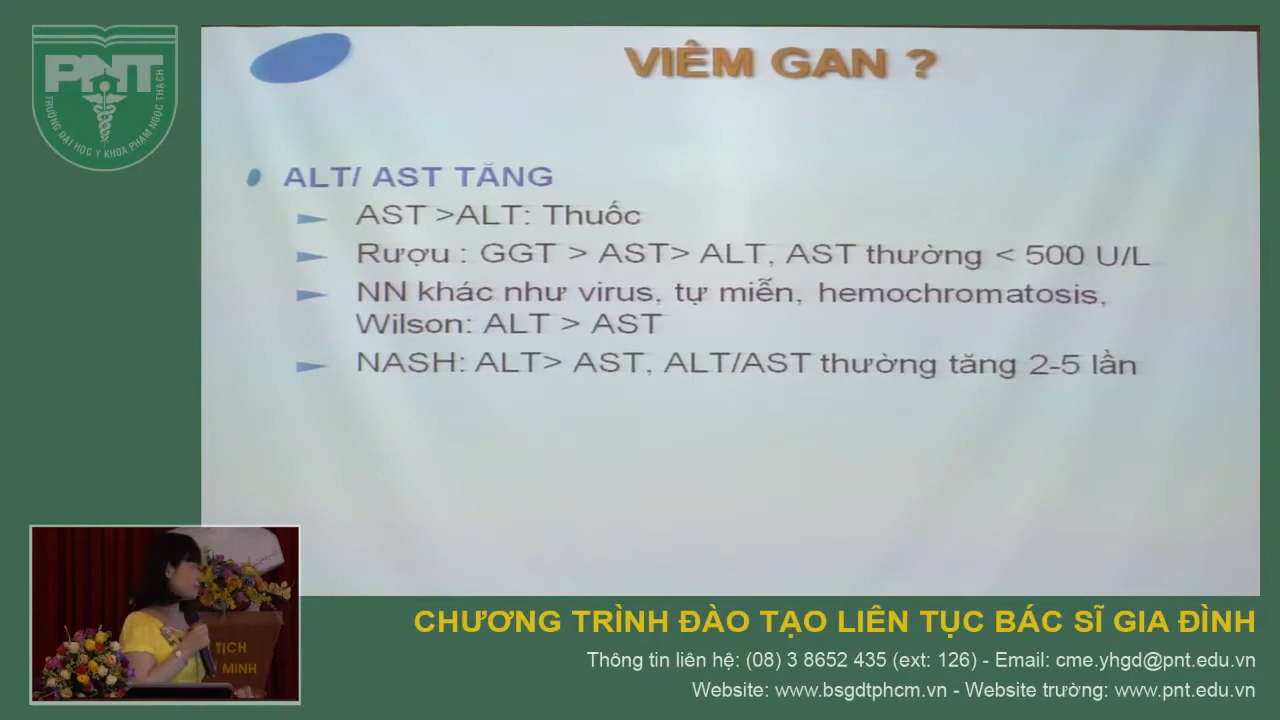 PNT
TRƯỜNG ĐẠI HỌC Y KHOA PHẠM NGỌC THẠCH
VIÊM GAN ?
ALT/ AST TĂNG
AST >ALT: Thuốc
Rượu : GGT > AST> ALT, AST thường < 500 U/L
NN khác như virus, tự miễn, hemochromatosis,
Wilson: ALT > AST
NASH: ALT> AST, ALT/AST thường tăng 2-5 lần
TỊCH
MINH
CHƯƠNG TRÌNH ĐÀO TẠO LIÊN TỤC BÁC SĨ GIA ĐÌNH
Thông tin liên hệ: (08) 3 8652 435 (ext: 126) - Email: cme.yhgd@pnt.edu.vn
Website: www.bsgdtphcm.vn - Website trường: www.pnt.edu.vn